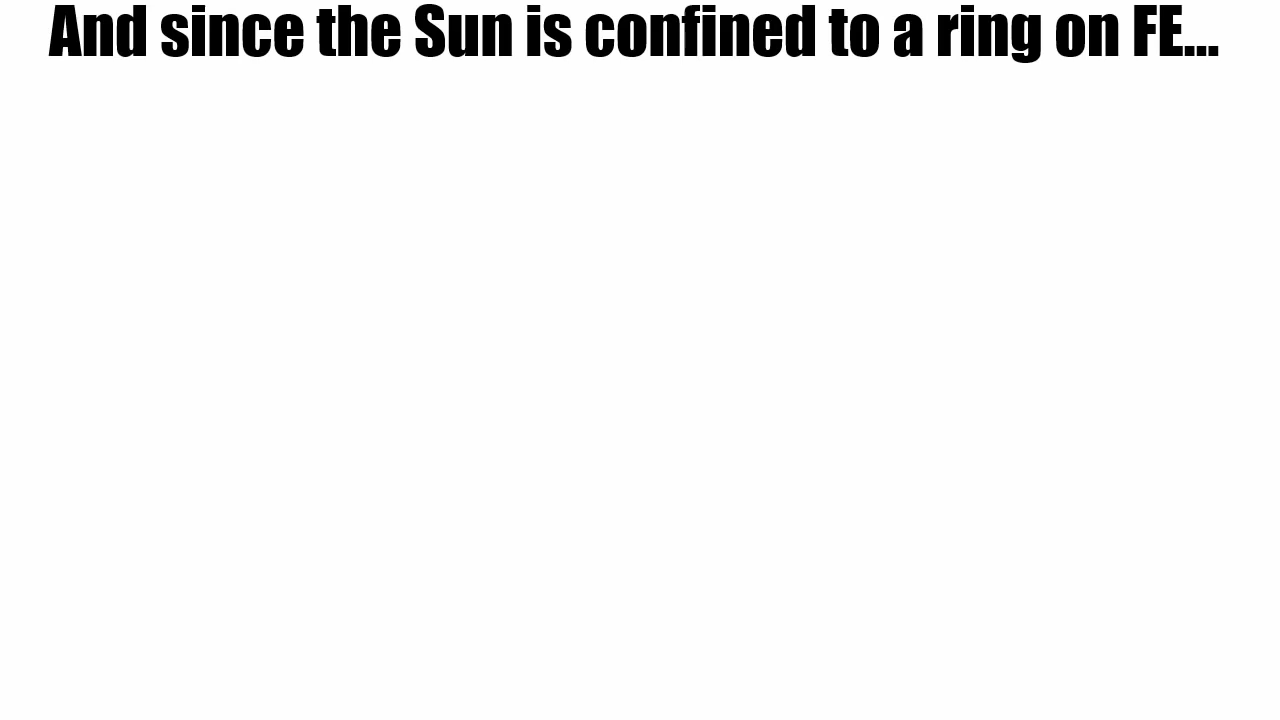 And since the Sun is confined to a ring on FE...